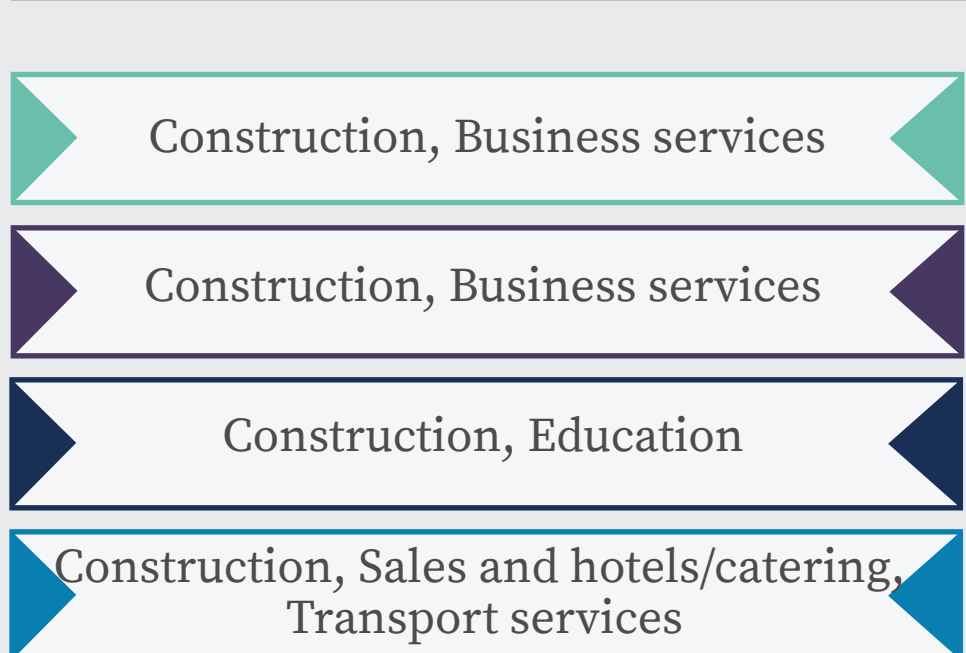 Construction, Business services
Construction, Business services
Construction, Education
Construction, Sales and hotels/catering,
Transport services